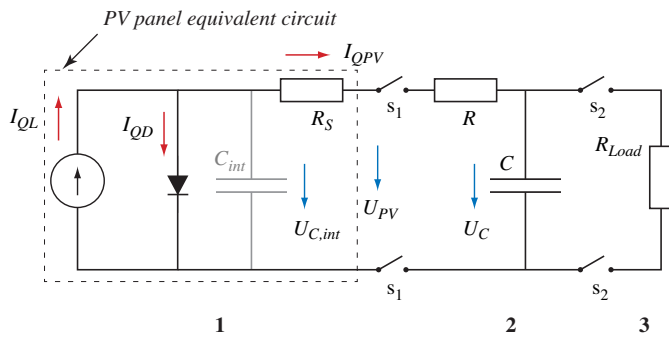 PV panel equivalent circuit
I_QPV
I_QL
I_QD
C_int
R_S
s_1
R
s_2
R_Load
U_C,int
U_PV
U_C
C
s_1
s_2
1
2
3